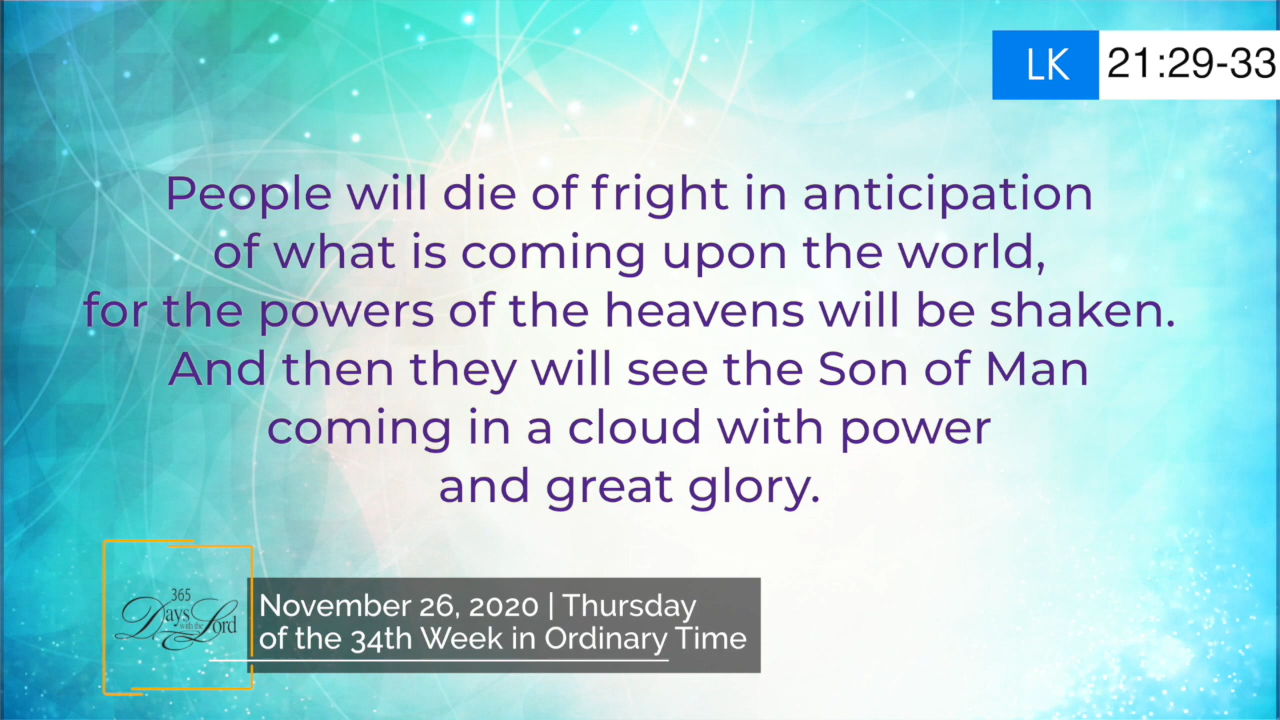 LK 21:29-33
People will die of fright in anticipation
of what is coming upon the world,
for the powers of the heavens will be shaken.
And then they will see the Son of Man
coming in a cloud with power
and great glory.
365
Days with the Lord
November 26, 2020 | Thursday
of the 34th Week in Ordinary Time